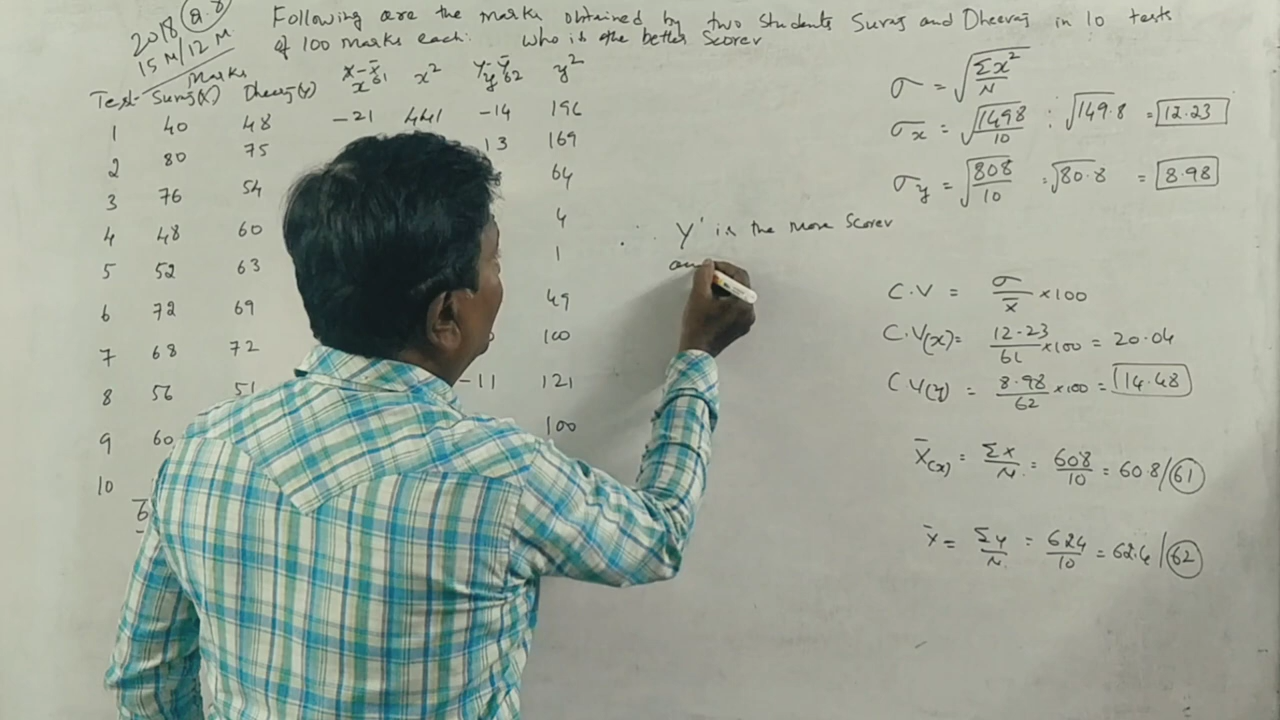 2018 Q.8
15 M/12 M
Following are the marks obtained by two students Suraj and Dheeraj in 10 tests
of 100 marks each. Who is the better Scorer
Marks
Test Suraj(X) Dheeraj(Y) X-X̄ x 61 x² Y-Ȳ y 62 y²
1 40 48 -21 441 -14 196
2 80 75 13 169
3 76 54 64
4 48 60 4
5 52 63 1
6 72 69 49
7 68 72 100
8 56 51 -11 121
9 60 100
10
σ = √Σx²/N
σx = √1498/10 : √149.8 = 12.23
σy = √808/10 = √80.8 = 8.98
∴ Y' is the more Scorer
C.V = σ/x̄ ×100
C.V(x) = 12.23/61 ×100 = 20.04
C.V(y) = 8.98/62 ×100 = 14.48
X̄(x) = ΣX/N = 608/10 = 60.8/61
Ȳ = ΣY/N = 624/10 = 62.4/62